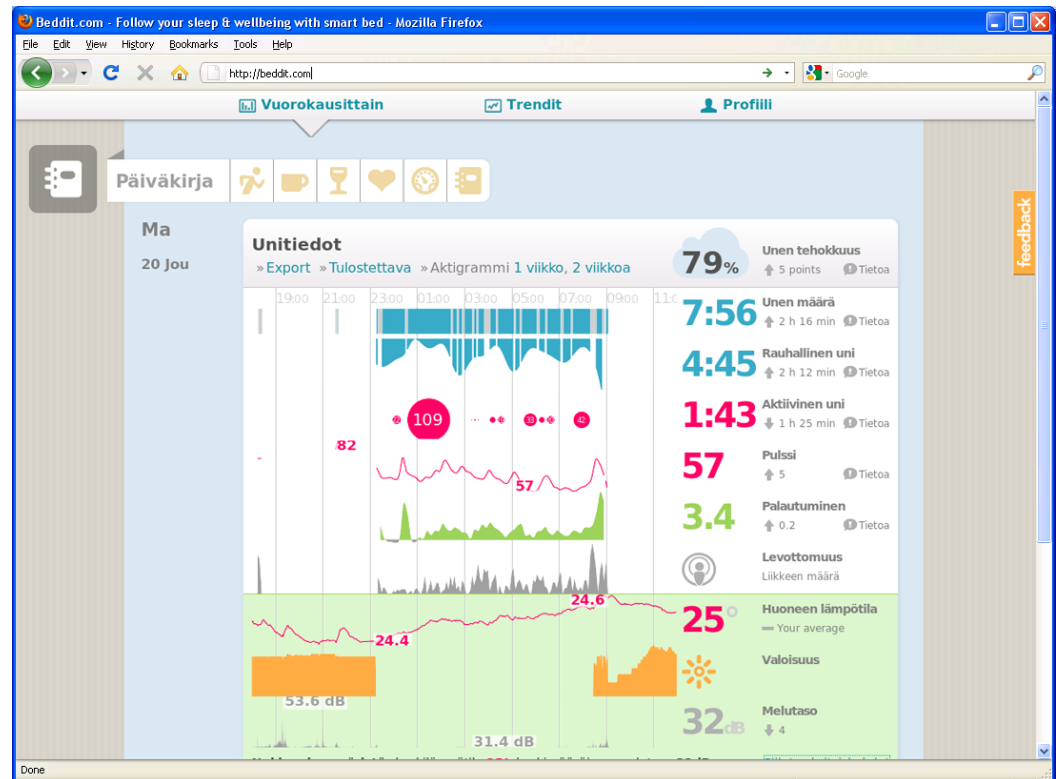 Beddit.com - Follow your sleep & wellbeing with smart bed - Mozilla Firefox
File Edit View History Bookmarks Tools Help
http://beddit.com
Google
Vuorokausittain Trendit Profiili
Päiväkirja
feedback
Ma
20 Jou
Unitiedot
» Export » Tulostettava » Aktigrammi 1 viikko, 2 viikkoa
79%
Unen tehokkuus
5 points Tietoa
19:00 21:00 23:00 01:00 03:00 05:00 07:00 09:00
7:56
Unen määrä
2 h 16 min Tietoa
4:45
Rauhallinen uni
2 h 12 min Tietoa
109 33 42
1:43
Aktiivinen uni
1 h 25 min Tietoa
82
57
57
Pulssi
5 Tietoa
3.4
Palautuminen
0.2 Tietoa
Levottomuus
Liikkeen määrä
24.4
24.6
25°
Huoneen lämpötila
Your average
Valoisuus
53.6 dB
31.4 dB
32dB
Melutaso
4
Done